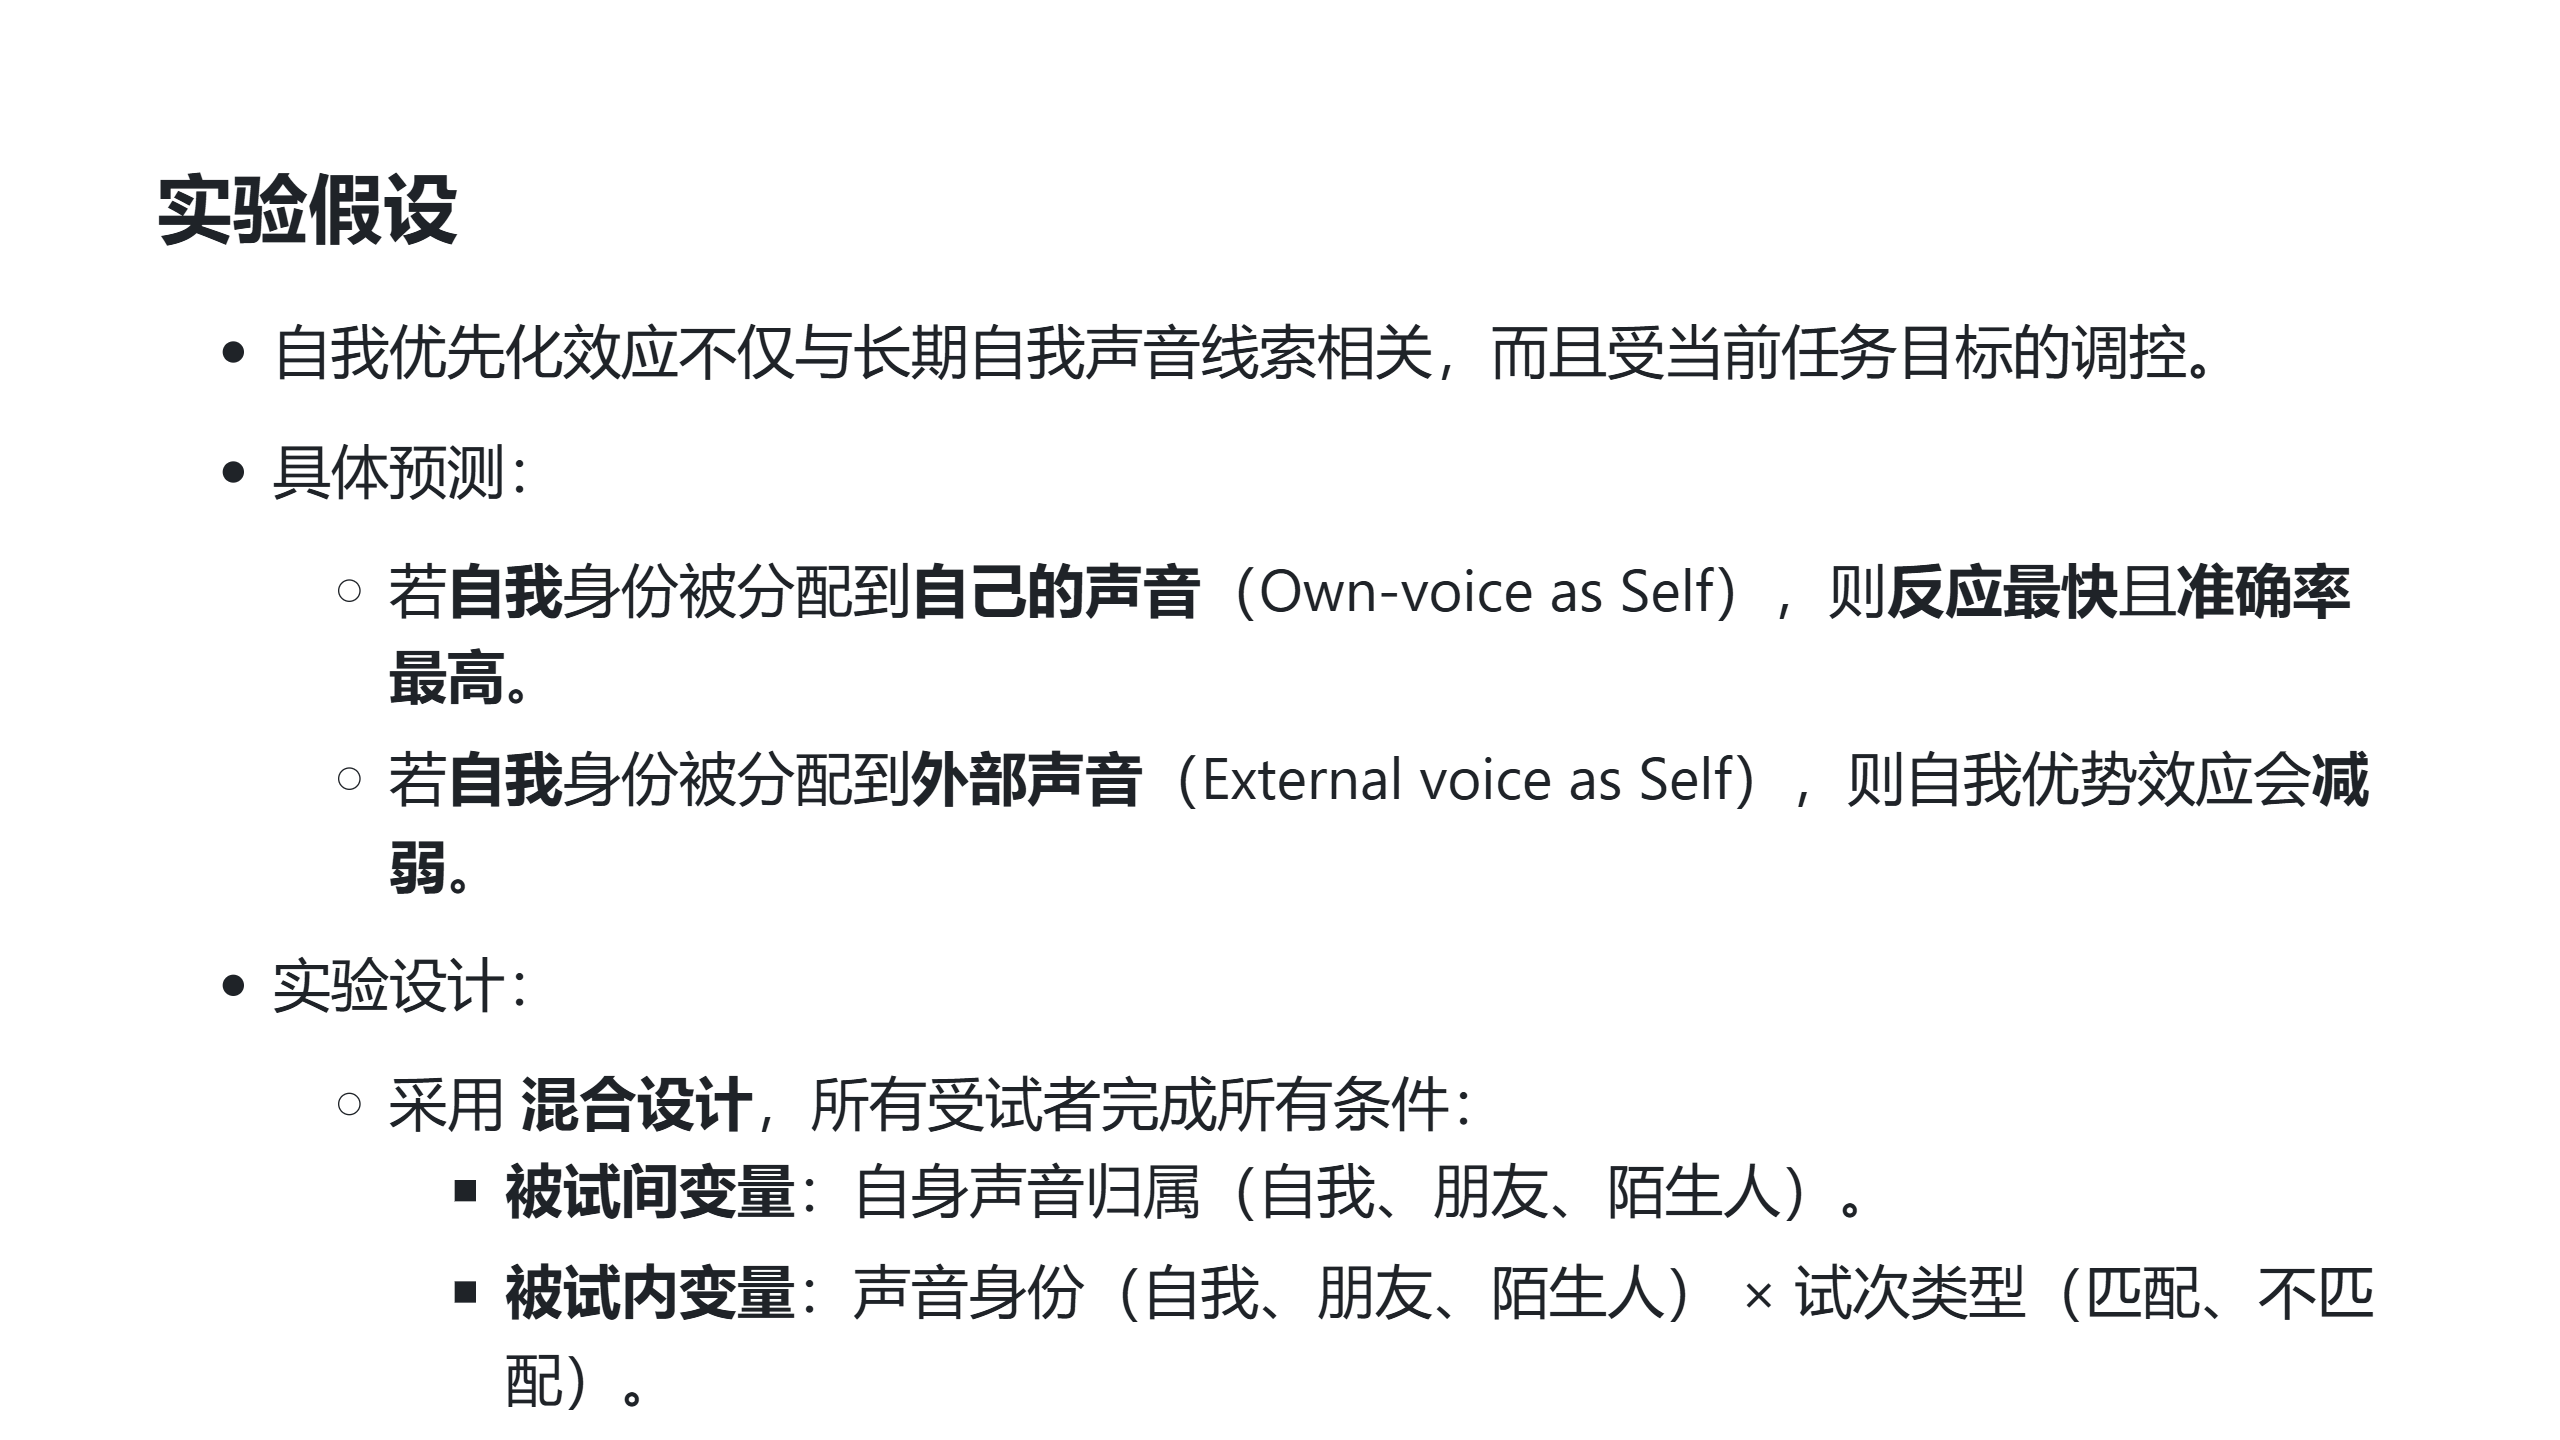 实验假设
• 自我优先化效应不仅与长期自我声音线索相关，而且受当前任务目标的调控。
• 具体预测：
○ 若自我身份被分配到自己的声音（Own-voice as Self），则反应最快且准确率
最高。
○ 若自我身份被分配到外部声音（External voice as Self），则自我优势效应会减
弱。
• 实验设计：
○ 采用 混合设计，所有受试者完成所有条件：
▪ 被试间变量：自身声音归属（自我、朋友、陌生人）。
▪ 被试内变量：声音身份（自我、朋友、陌生人） × 试次类型（匹配、不匹
配）。